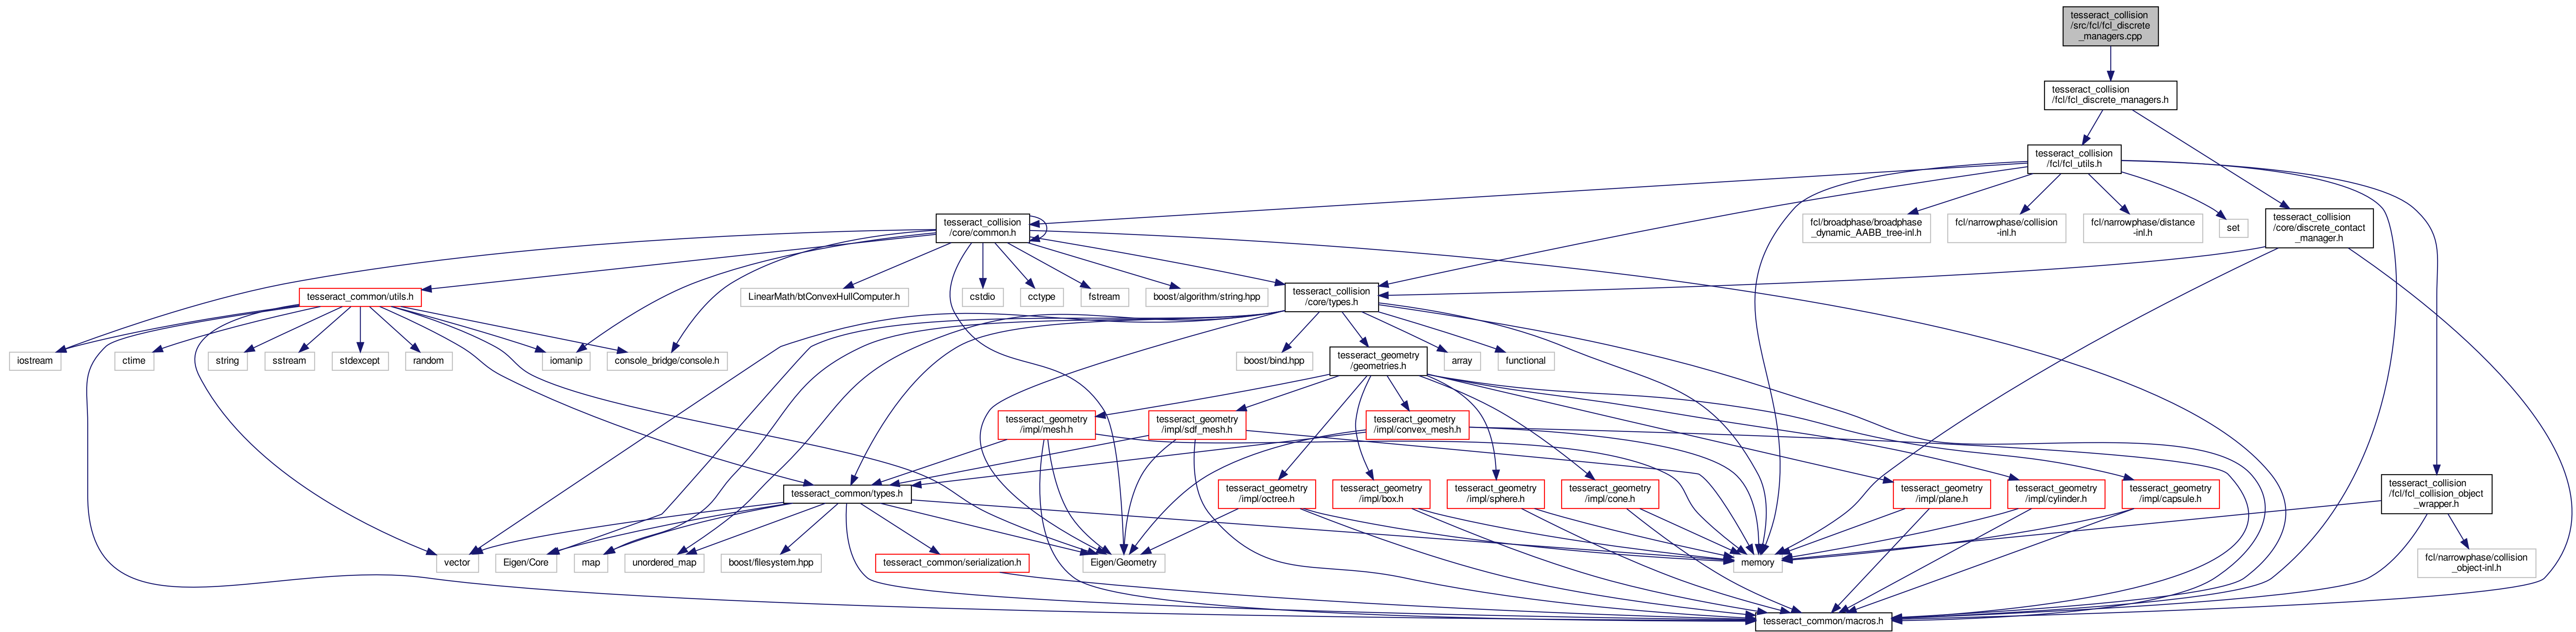 tesseract_collision
/src/fcl/fcl_discrete
_managers.cpp
tesseract_collision
/fcl/fcl_discrete_managers.h
tesseract_collision
/fcl/fcl_utils.h
tesseract_collision
/core/common.h
fcl/broadphase/broadphase
_dynamic_AABB_tree-inl.h
fcl/narrowphase/collision
-inl.h
fcl/narrowphase/distance
-inl.h
set
tesseract_collision
/core/discrete_contact
_manager.h
tesseract_common/utils.h
LinearMath/btConvexHullComputer.h
cstdio
cctype
fstream
boost/algorithm/string.hpp
tesseract_collision
/core/types.h
iostream
ctime
string
sstream
stdexcept
random
iomanip
console_bridge/console.h
boost/bind.hpp
tesseract_geometry
/geometries.h
array
functional
tesseract_geometry
/impl/mesh.h
tesseract_geometry
/impl/sdf_mesh.h
tesseract_geometry
/impl/convex_mesh.h
tesseract_common/types.h
tesseract_geometry
/impl/octree.h
tesseract_geometry
/impl/box.h
tesseract_geometry
/impl/sphere.h
tesseract_geometry
/impl/cone.h
tesseract_geometry
/impl/plane.h
tesseract_geometry
/impl/cylinder.h
tesseract_geometry
/impl/capsule.h
tesseract_collision
/fcl/fcl_collision_object
_wrapper.h
vector
Eigen/Core
map
unordered_map
boost/filesystem.hpp
tesseract_common/serialization.h
Eigen/Geometry
memory
fcl/narrowphase/collision
_object-inl.h
tesseract_common/macros.h